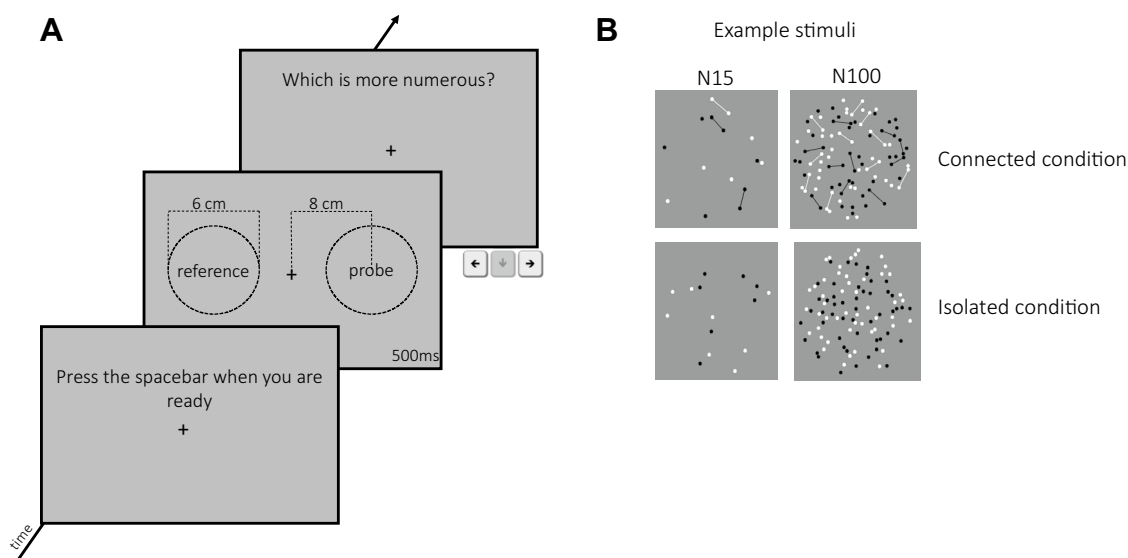 A
Which is more numerous?
+
6 cm
8 cm
reference
+
probe
← ↓ →
500ms
Press the spacebar when you are
ready
+
time
B
Example stimuli
N15
N100
Connected condition
Isolated condition